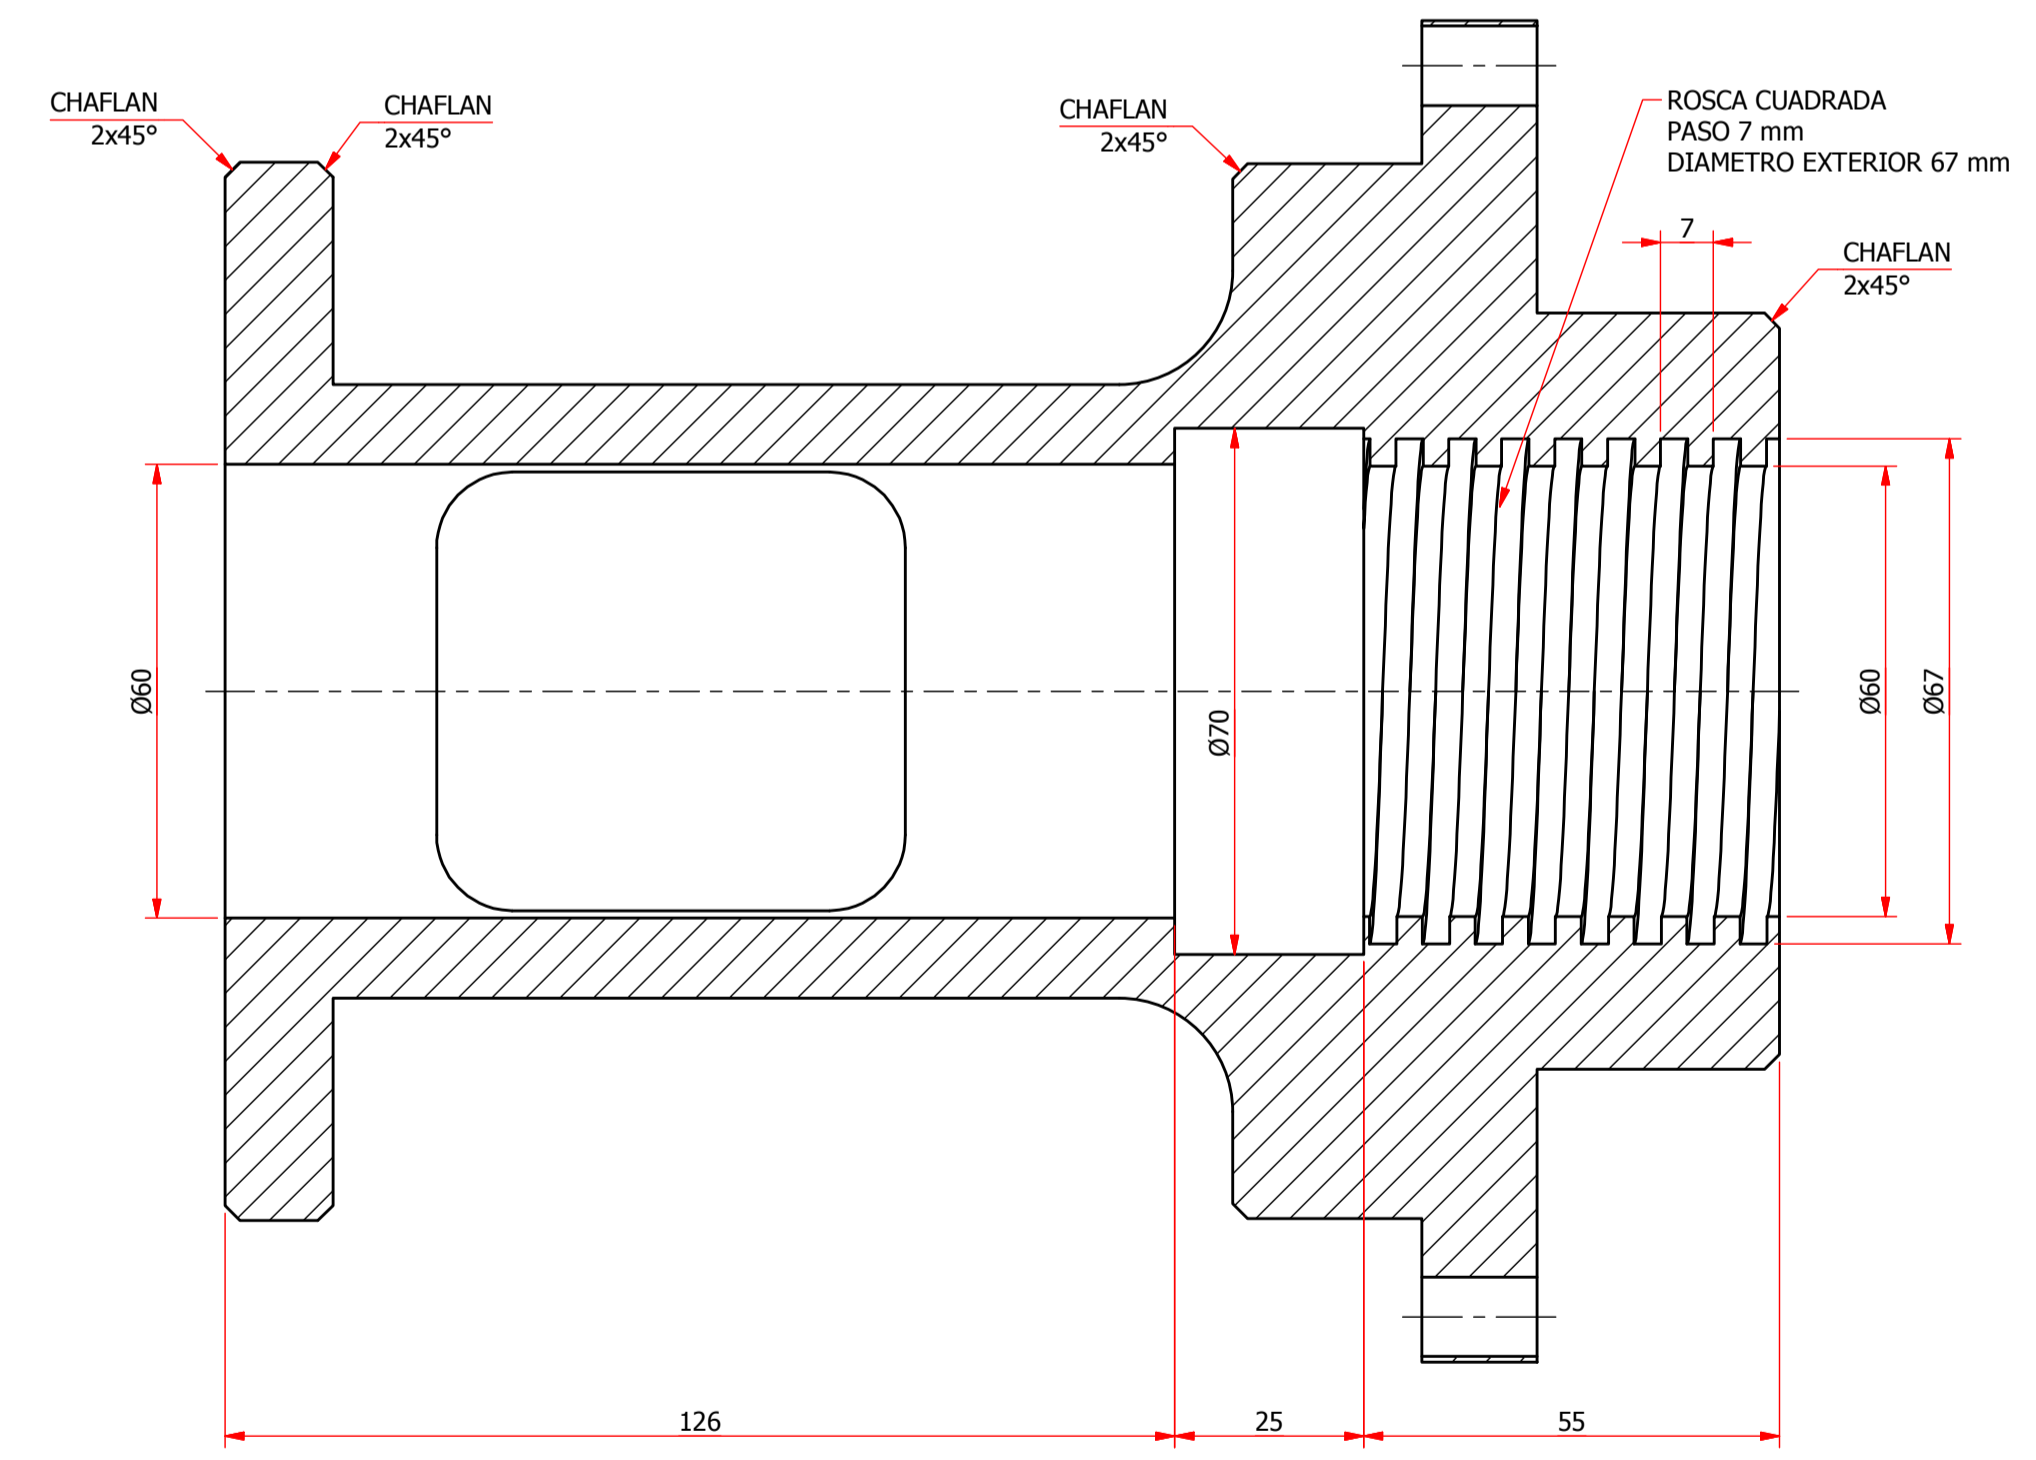 CHAFLAN
2x45°
CHAFLAN
2x45°
CHAFLAN
2x45°
ROSCA CUADRADA
PASO 7 mm
DIAMETRO EXTERIOR 67 mm
7
CHAFLAN
2x45°
Ø60
Ø70
Ø60
Ø67
126
25
55